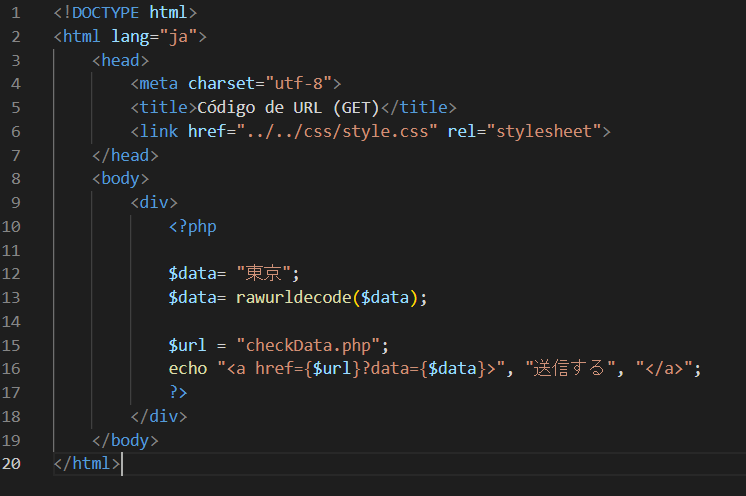 1 <!DOCTYPE html>
2 <html lang="ja">
3 <head>
4 <meta charset="utf-8">
5 <title>Código de URL (GET)</title>
6 <link href="../../css/style.css" rel="stylesheet">
7 </head>
8 <body>
9 <div>
10 <?php
11
12 $data= "東京";
13 $data= rawurldecode($data);
14
15 $url = "checkData.php";
16 echo "<a href={$url}?data={$data}>", "送信する", "</a>";
17 ?>
18 </div>
19 </body>
20 </html>